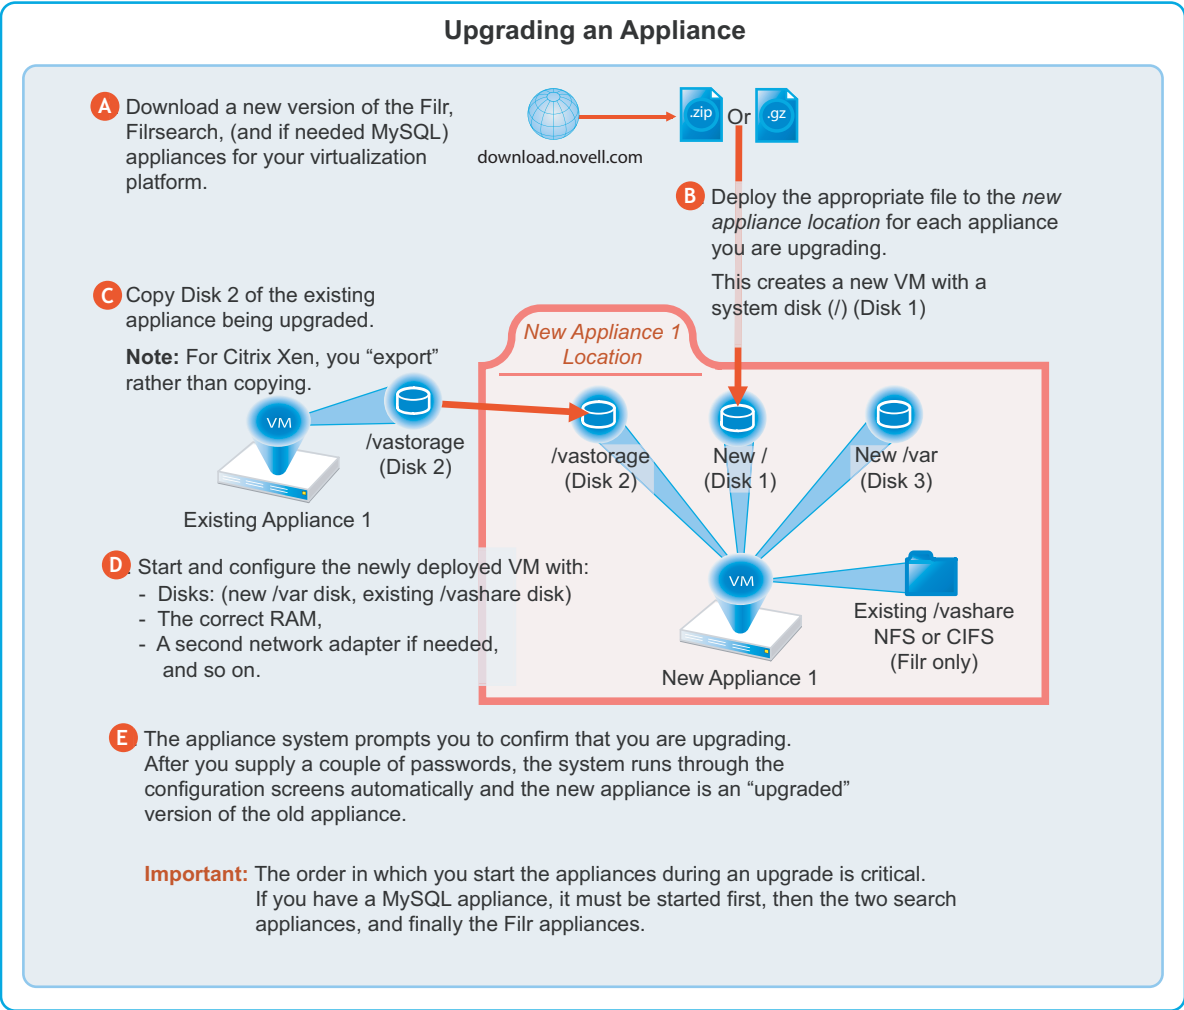 Upgrading an Appliance
A Download a new version of the Filr,
Filrsearch, (and if needed MySQL)
appliances for your virtualization
platform.
download.novell.com
.zip Or .gz
B Deploy the appropriate file to the new
appliance location for each appliance
you are upgrading.
This creates a new VM with a
system disk (/) (Disk 1)
C Copy Disk 2 of the existing
appliance being upgraded.
Note: For Citrix Xen, you “export”
rather than copying.
VM
/vastorage
(Disk 2)
Existing Appliance 1
New Appliance 1
Location
/vastorage
(Disk 2)
New /
(Disk 1)
New /var
(Disk 3)
VM
New Appliance 1
Existing /vashare
NFS or CIFS
(Filr only)
D. Start and configure the newly deployed VM with:
- Disks: (new /var disk, existing /vashare disk)
- The correct RAM,
- A second network adapter if needed,
and so on.
E The appliance system prompts you to confirm that you are upgrading.
After you supply a couple of passwords, the system runs through the
configuration screens automatically and the new appliance is an “upgraded”
version of the old appliance.
Important: The order in which you start the appliances during an upgrade is critical.
If you have a MySQL appliance, it must be started first, then the two search
appliances, and finally the Filr appliances.